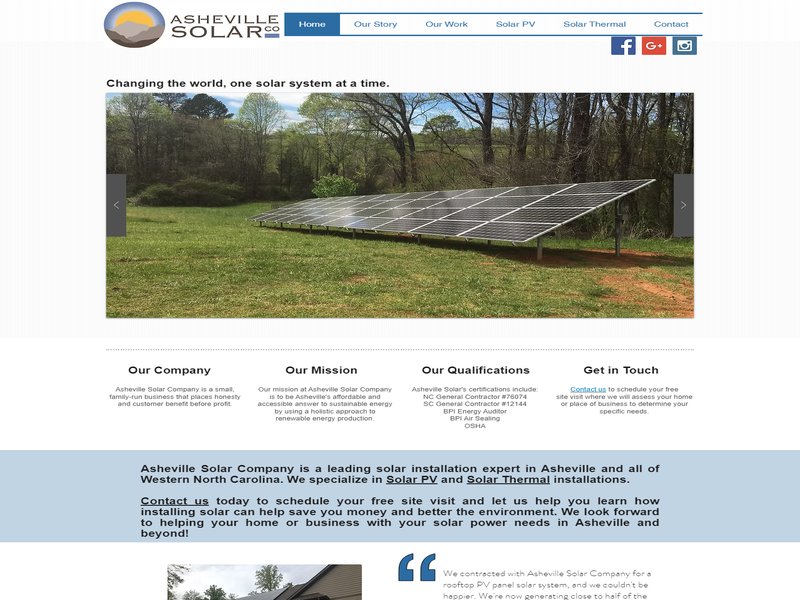 ASHEVILLE
SOLAR CO
Home Our Story Our Work Solar PV Solar Thermal Contact
Changing the world, one solar system at a time.
Our Company
Asheville Solar Company is a small,
family-run business that places honesty
and customer benefit before profit.
Our Mission
Our mission at Asheville Solar Company
is to be Asheville's affordable and
accessible answer to sustainable energy
by using a holistic approach to
renewable energy production.
Our Qualifications
Asheville Solar's certifications include:
NC General Contractor #76074
SC General Contractor #12144
BPI Energy Auditor
BPI Air Sealing
OSHA
Get in Touch
Contact us to schedule your free
site visit where we will assess your home
or place of business to determine your
specific needs.
Asheville Solar Company is a leading solar installation expert in Asheville and all of
Western North Carolina. We specialize in Solar PV and Solar Thermal installations.
Contact us today to schedule your free site visit and let us help you learn how
installing solar can help save you money and better the environment. We look forward
to helping your home or business with your solar power needs in Asheville and
beyond!
We contracted with Asheville Solar Company for a
rooftop PV panel solar system, and we couldn't be
happier. We're now generating close to half of the